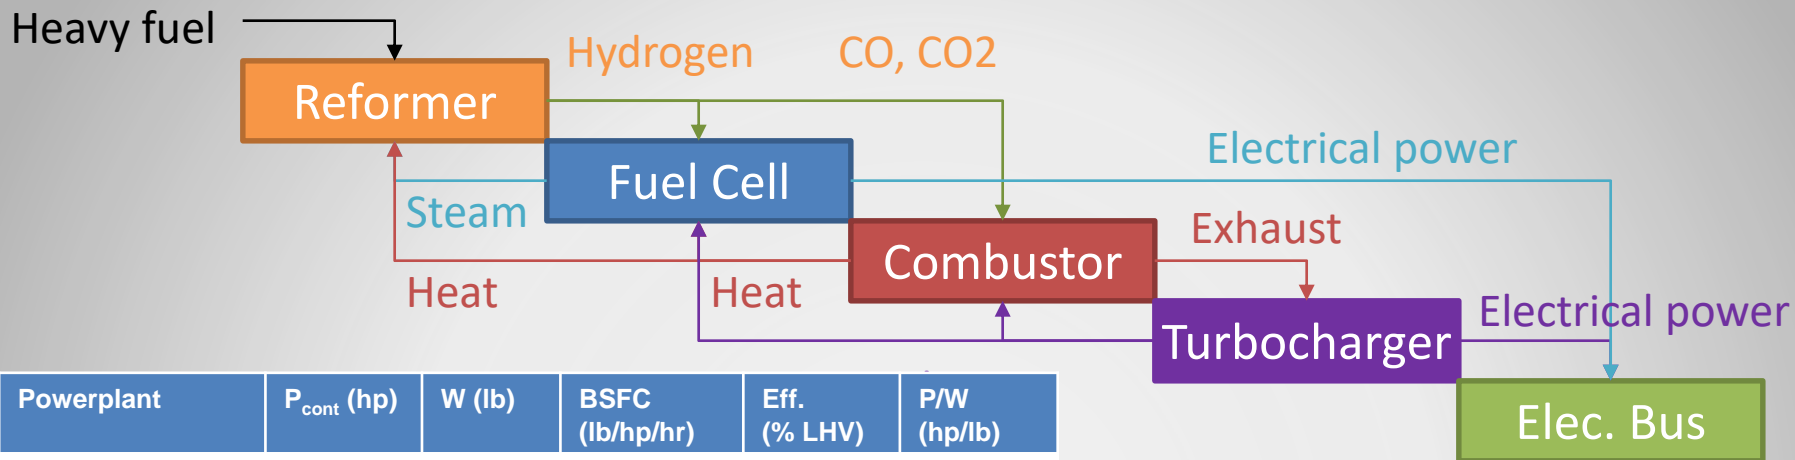 Heavy fuel
Hydrogen
CO, CO2
Reformer
Electrical power
Fuel Cell
Steam
Exhaust
Combustor
Heat
Heat
Electrical power
Turbocharger
Powerplant
Pcont (hp)
W (lb)
BSFC
(lb/hp/hr)
Eff.
(% LHV)
P/W
(hp/lb)
Elec. Bus